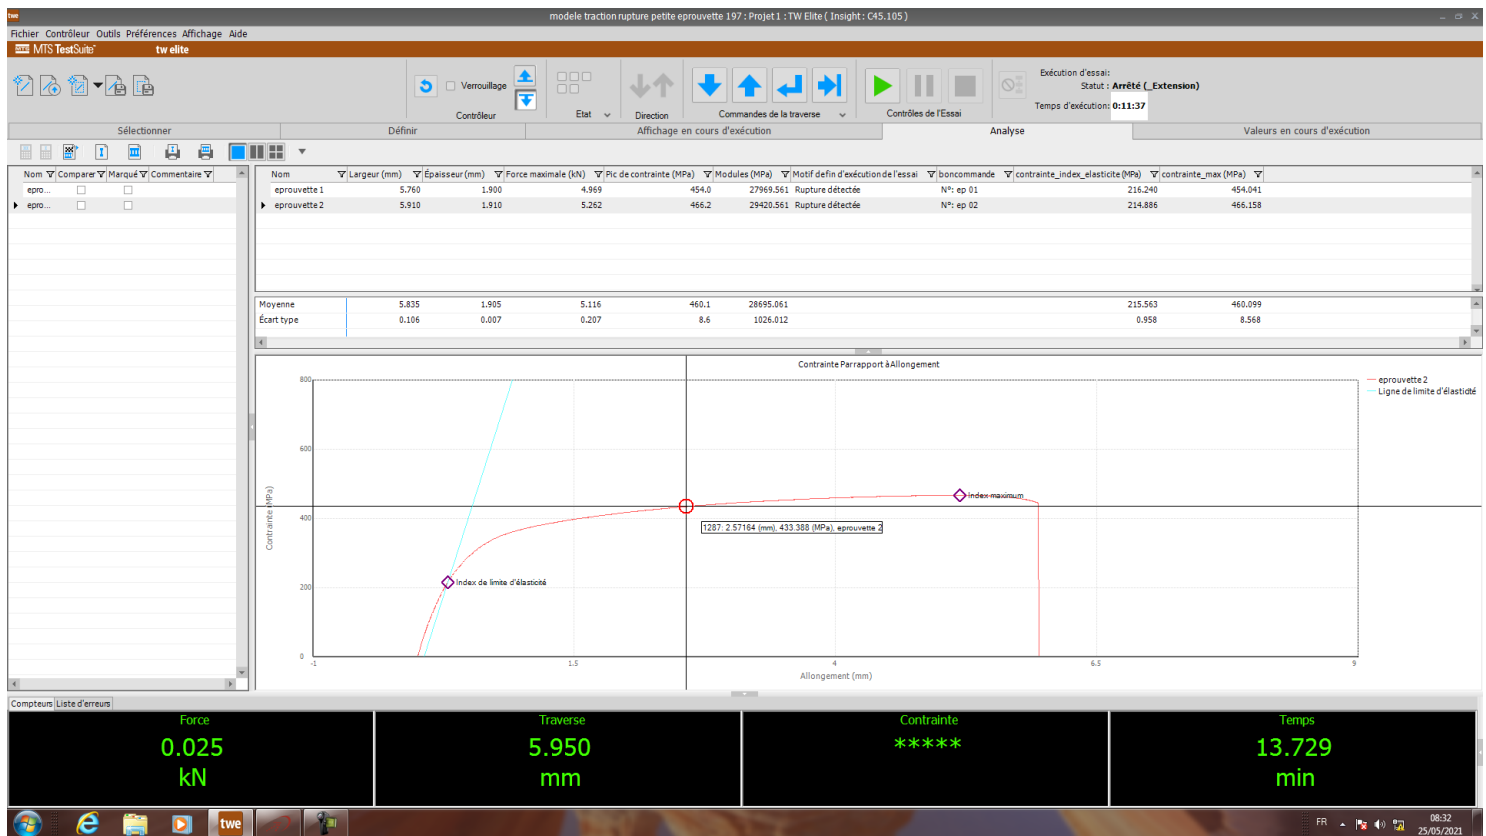 twe
modele traction rupture petite eprouvette 197 : Projet 1 : TW Elite ( Insight : C45.105 )
Fichier Contrôleur Outils Préférences Affichage Aide
MTS TestSuite™ tw elite
Verrouillage
Contrôleur
Etat
Direction
Commandes de la traverse
Contrôles de l'Essai
Exécution d'essai:
Statut : Arrêté (_Extension)
Temps d'exécution: 0:11:37
Sélectionner Définir Affichage en cours d'exécution Analyse Valeurs en cours d'exécution
Nom Comparer Marqué Commentaire
epro...
epro...
Nom Largeur (mm) Épaisseur (mm) Force maximale (kN) Pic de contrainte (MPa) Modules (MPa) Motif defin d'exécution de l'essai boncommande contrainte_index_elasticite (MPa) contrainte_max (MPa)
eprouvette 1 5.760 1.900 4.969 454.0 27969.561 Rupture détectée N°: ep 01 216.240 454.041
eprouvette 2 5.910 1.910 5.262 466.2 29420.561 Rupture détectée N°: ep 02 214.886 466.158
Moyenne 5.835 1.905 5.116 460.1 28695.061 215.563 460.099
Écart type 0.106 0.007 0.207 8.6 1026.012 0.958 8.568
Contrainte Par rapport à Allongement
800
600
400
200
0
Contrainte (MPa)
-1 1.5 4 6.5 9
Allongement (mm)
Index maximum
1287: 2.57164 (mm), 433.388 (MPa), eprouvette 2
Index de limite d'élasticité
eprouvette 2
Ligne de limite d'élasticité
Compteurs Liste d'erreurs
Force Traverse Contrainte Temps
0.025 5.950 ***** 13.729
kN mm min
twe
FR
08:32
25/05/2021